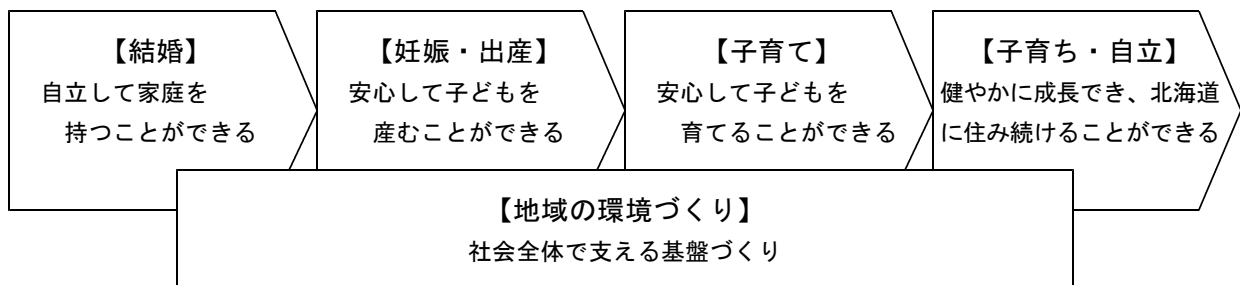 【結婚】
自立して家庭を
持つことができる
【妊娠・出産】
安心して子どもを
産むことができる
【子育て】
安心して子どもを
育てることができる
【子育ち・自立】
健やかに成長でき、北海道
に住み続けることができる
【地域の環境づくり】
社会全体で支える基盤づくり